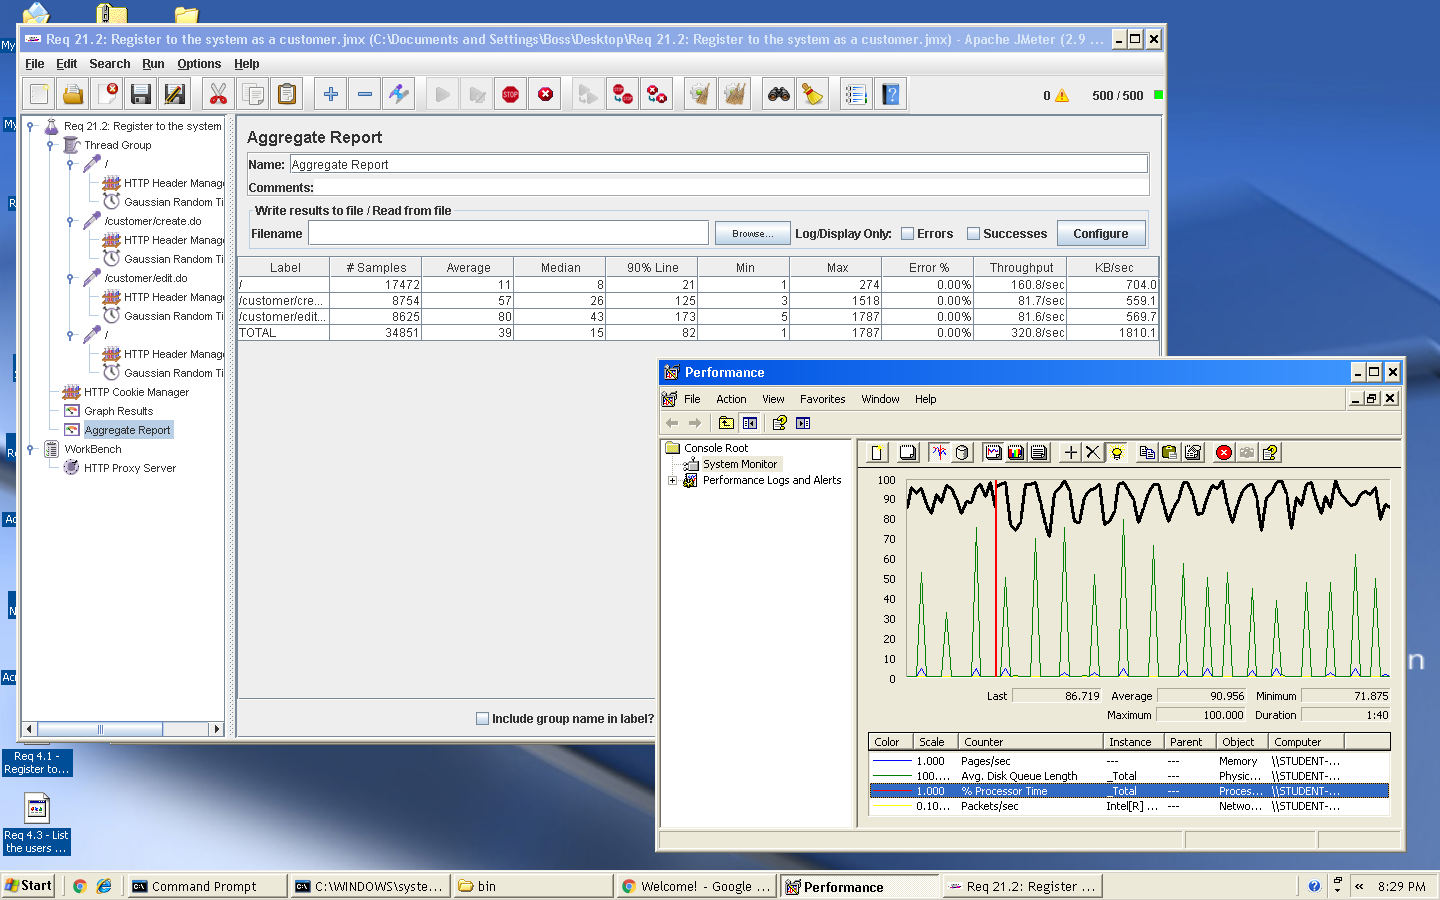 My
My
R
Re
Ac
N
Acr
n
Req 21.2: Register to the system as a customer.jmx (C:\Documents and Settings\Boss\Desktop\Req 21.2: Register to the system as a customer.jmx) - Apache JMeter (2.9 ...
File Edit Search Run Options Help
0 500 / 500
Req 21.2: Register to the system
Thread Group
/
HTTP Header Manag
Gaussian Random Ti
/customer/create.do
HTTP Header Manag
Gaussian Random Ti
/customer/edit.do
HTTP Header Manag
Gaussian Random Ti
/
HTTP Header Manag
Gaussian Random Ti
HTTP Cookie Manager
Graph Results
Aggregate Report
WorkBench
HTTP Proxy Server
Aggregate Report
Name: Aggregate Report
Comments:
Write results to file / Read from file
Filename Browse... Log/Display Only: Errors Successes Configure
Label # Samples Average Median 90% Line Min Max Error % Throughput KB/sec
/ 17472 11 8 21 1 274 0.00% 160.8/sec 704.0
/customer/cre... 8754 57 26 125 3 1518 0.00% 81.7/sec 559.1
/customer/edit... 8625 80 43 173 5 1787 0.00% 81.6/sec 569.7
TOTAL 34851 39 15 82 1 1787 0.00% 320.8/sec 1810.1
Include group name in label?
Performance
File Action View Favorites Window Help
Console Root
System Monitor
Performance Logs and Alerts
100
90
80
70
60
50
40
30
20
10
0
Last 86.719 Average 90.956 Minimum 71.875
Maximum 100.000 Duration 1:40
Color Scale Counter Instance Parent Object Computer
1.000 Pages/sec --- --- Memory \\STUDENT-...
100.... Avg. Disk Queue Length _Total --- Physic... \\STUDENT-...
1.000 % Processor Time _Total --- Proces... \\STUDENT-...
0.10... Packets/sec Intel[R] ... --- Netwo... \\STUDENT-...
Req 4.1 -
Register to...
Req 4.3 - List
the users ...
Start Command Prompt C:\WINDOWS\syste... bin Welcome! - Google ... Performance Req 21.2: Register ... « 8:29 PM